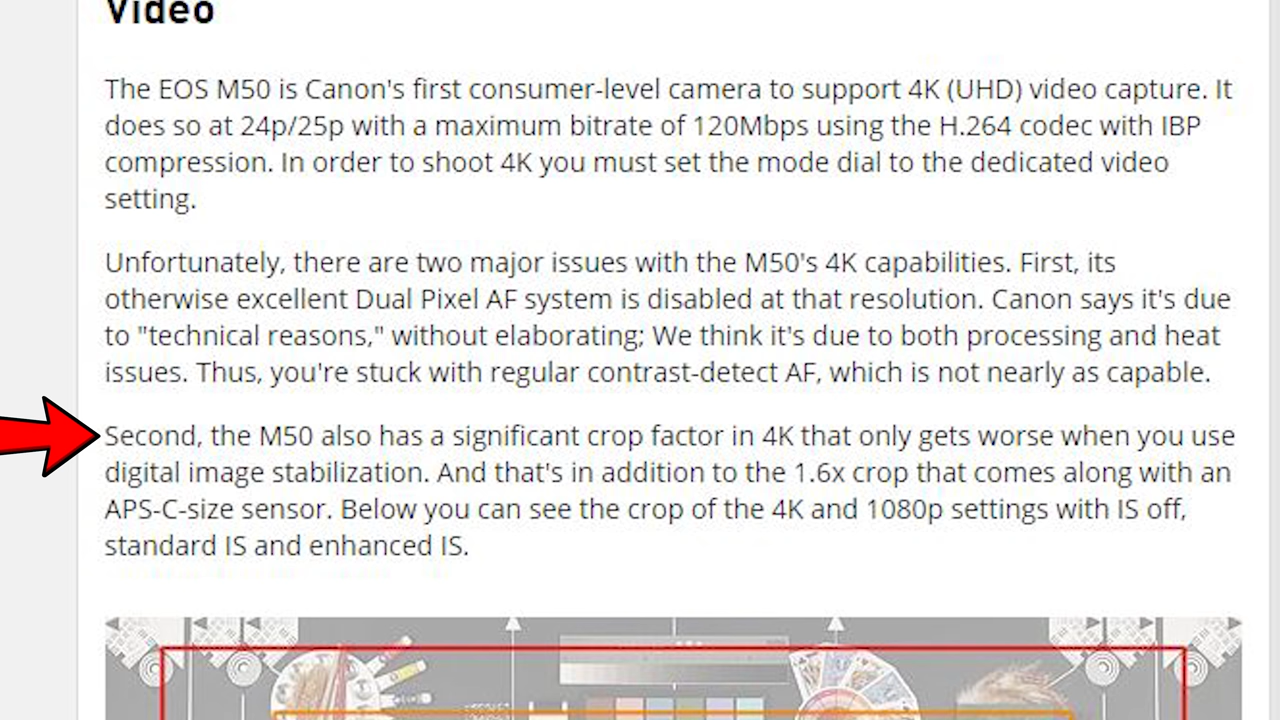 Video
The EOS M50 is Canon's first consumer-level camera to support 4K (UHD) video capture. It
does so at 24p/25p with a maximum bitrate of 120Mbps using the H.264 codec with IBP
compression. In order to shoot 4K you must set the mode dial to the dedicated video
setting.
Unfortunately, there are two major issues with the M50's 4K capabilities. First, its
otherwise excellent Dual Pixel AF system is disabled at that resolution. Canon says it's due
to "technical reasons," without elaborating; We think it's due to both processing and heat
issues. Thus, you're stuck with regular contrast-detect AF, which is not nearly as capable.
Second, the M50 also has a significant crop factor in 4K that only gets worse when you use
digital image stabilization. And that's in addition to the 1.6x crop that comes along with an
APS-C-size sensor. Below you can see the crop of the 4K and 1080p settings with IS off,
standard IS and enhanced IS.